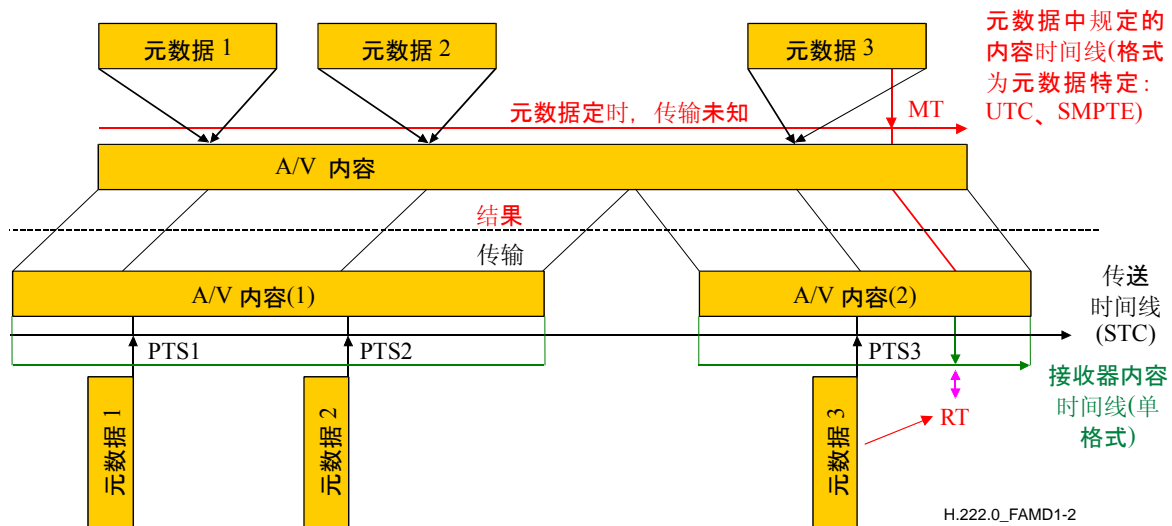 元数据 1
元数据 2
元数据 3
元数据中规定的
内容时间线(格式
为元数据特定：
UTC、SMPTE)
元数据定时，传输未知
MT
A/V 内容
结果
传输
A/V 内容(1)
A/V 内容(2)
传送
时间线
(STC)
PTS1
PTS2
PTS3
接收器内容
时间线(单
格式)
元数据 1
元数据 2
元数据 3
RT
H.222.0_FAMD1-2